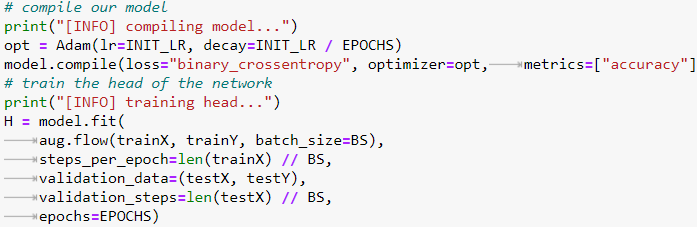 # compile our model
print("[INFO] compiling model...")
opt = Adam(lr=INIT_LR, decay=INIT_LR / EPOCHS)
model.compile(loss="binary_crossentropy", optimizer=opt, metrics=["accuracy"]
# train the head of the network
print("[INFO] training head...")
H = model.fit(
aug.flow(trainX, trainY, batch_size=BS),
steps_per_epoch=len(trainX) // BS,
validation_data=(testX, testY),
validation_steps=len(testX) // BS,
epochs=EPOCHS)